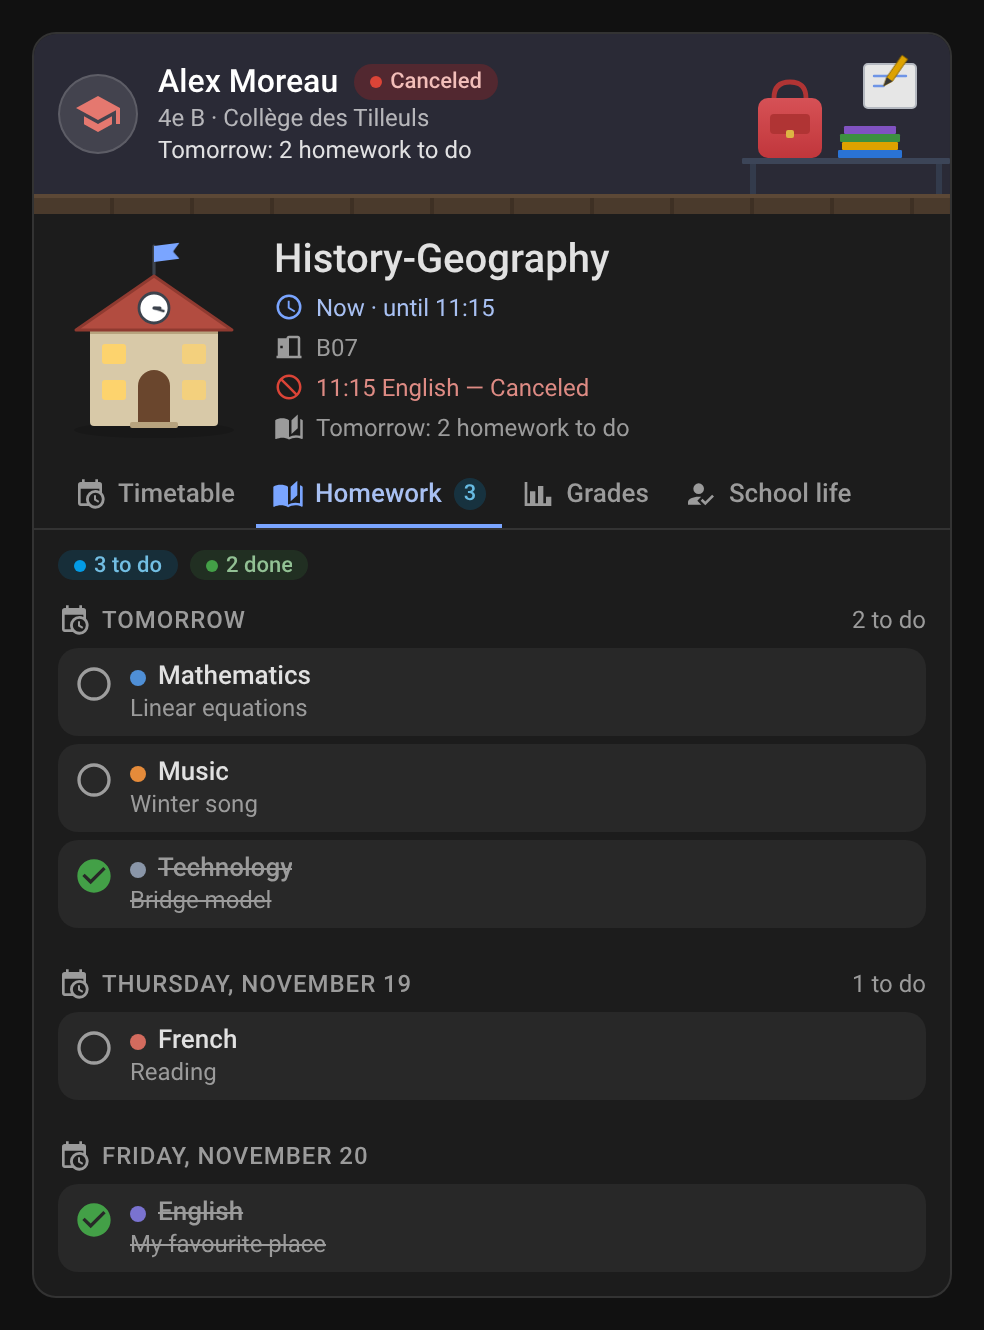 Alex Moreau
Canceled
4e B · Collège des Tilleuls
Tomorrow: 2 homework to do
History-Geography
Now · until 11:15
B07
11:15 English — Canceled
Tomorrow: 2 homework to do
Timetable
Homework 3
Grades
School life
3 to do
2 done
TOMORROW
2 to do
Mathematics
Linear equations
Music
Winter song
Technology
Bridge model
THURSDAY, NOVEMBER 19
1 to do
French
Reading
FRIDAY, NOVEMBER 20
English
My favourite place